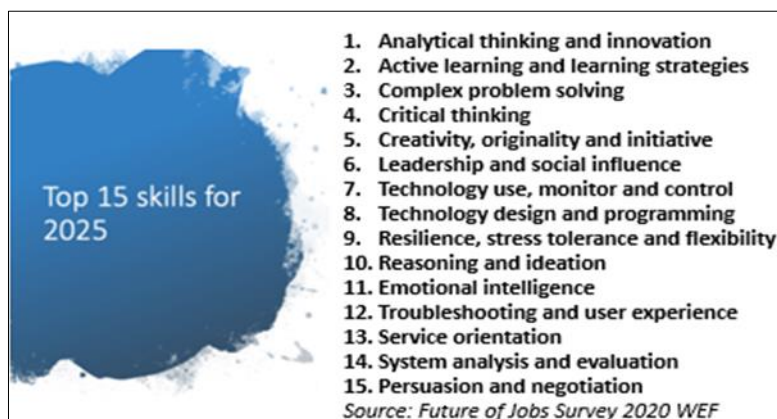 Top 15 skills for
2025
1. Analytical thinking and innovation
2. Active learning and learning strategies
3. Complex problem solving
4. Critical thinking
5. Creativity, originality and initiative
6. Leadership and social influence
7. Technology use, monitor and control
8. Technology design and programming
9. Resilience, stress tolerance and flexibility
10. Reasoning and ideation
11. Emotional intelligence
12. Troubleshooting and user experience
13. Service orientation
14. System analysis and evaluation
15. Persuasion and negotiation
Source: Future of Jobs Survey 2020 WEF